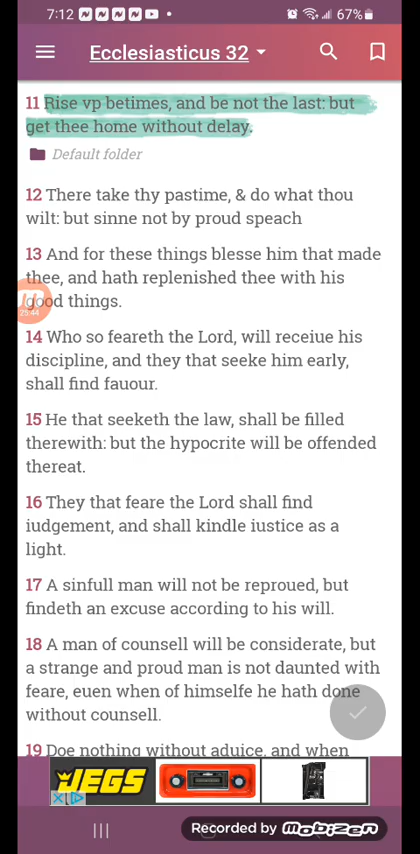 7:12
67%
Ecclesiasticus 32
11 Rise vp betimes, and be not the last: but
get thee home without delay.
Default folder
12 There take thy pastime, & do what thou
wilt: but sinne not by proud speach
13 And for these things blesse him that made
thee, and hath replenished thee with his
good things.
25:44
14 Who so feareth the Lord, will receiue his
discipline, and they that seeke him early,
shall find fauour.
15 He that seeketh the law, shall be filled
therewith: but the hypocrite will be offended
thereat.
16 They that feare the Lord shall find
iudgement, and shall kindle iustice as a
light.
17 A sinfull man will not be reproued, but
findeth an excuse according to his will.
18 A man of counsell will be considerate, but
a strange and proud man is not daunted with
feare, euen when of himselfe he hath done
without counsell.
19 Doe nothing without aduice, and when
JEGS
Recorded by mobizen